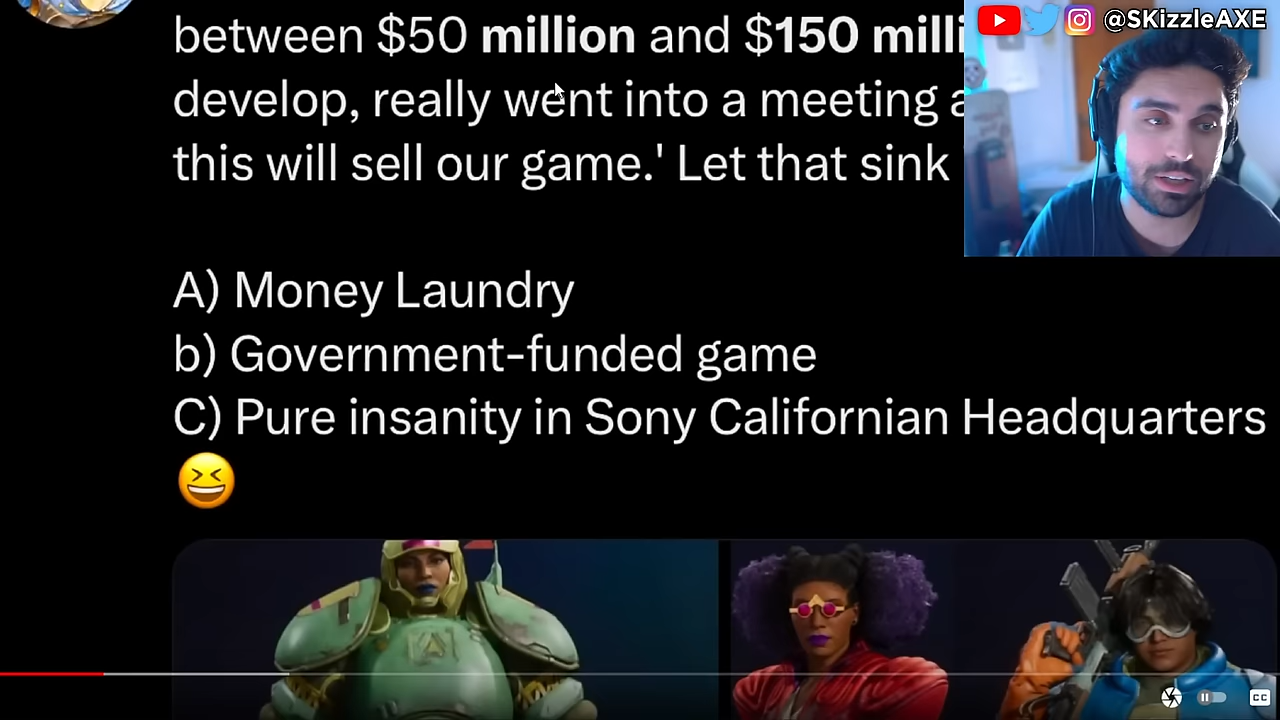 @SKizzleAXE
between $50 million and $150 milli
develop, really went into a meeting a
this will sell our game.' Let that sink
A) Money Laundry
b) Government-funded game
C) Pure insanity in Sony Californian Headquarters
CC